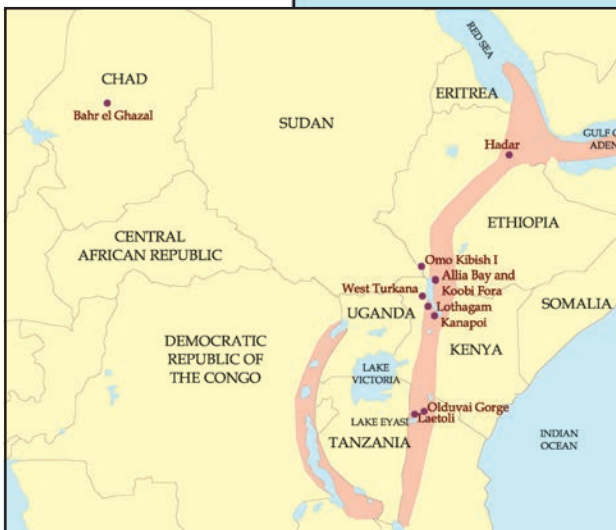 RED SEA
CHAD
ERITREA
Bahr el Ghazal
SUDAN
GULF O
ADEN
Hadar
ETHIOPIA
CENTRAL
AFRICAN REPUBLIC
Omo Kibish I
Allia Bay and
Koobi Fora
West Turkana
SOMALIA
UGANDA
Lothagam
Kanapoi
DEMOCRATIC
REPUBLIC OF
THE CONGO
KENYA
LAKE
VICTORIA
Olduvai Gorge
LAKE EYASI
Laetoli
TANZANIA
INDIAN
OCEAN